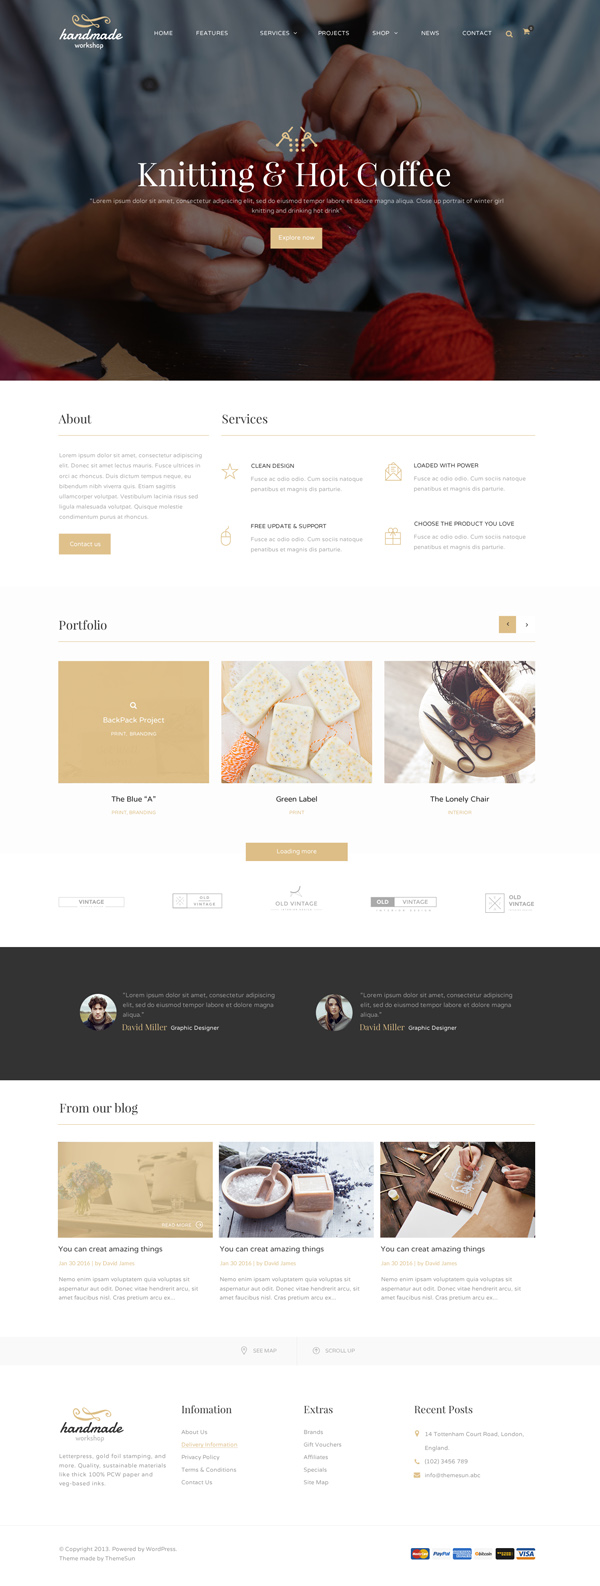 handmade
workshop
HOME FEATURES SERVICES PROJECTS SHOP NEWS CONTACT
Knitting & Hot Coffee
"Lorem ipsum dolor sit amet, consectetur adipiscing elit, sed do eiusmod tempor labore et dolore magna aliqua. Close up portrait of winter girl
knitting and drinking hot drink"
Explore now
About
Lorem ipsum dolor sit amet, consectetur adipiscing
elit. Donec sit amet lectus mauris. Fusce ultrices in
orci ac rhoncus. Duis dictum tempus neque, eu
bibendum nibh viverra quis. Etiam sagittis
ullamcorper volutpat. Vestibulum lacinia risus sed
ligula malesuada volutpat. Quisque molestie
condimentum purus at rhoncus.
Contact us
Services
CLEAN DESIGN
Fusce ac odio odio. Cum sociis natoque
penatibus et magnis dis parturie.
LOADED WITH POWER
Fusce ac odio odio. Cum sociis natoque
penatibus et magnis dis parturie.
FREE UPDATE & SUPPORT
Fusce ac odio odio. Cum sociis natoque
penatibus et magnis dis parturie.
CHOOSE THE PRODUCT YOU LOVE
Fusce ac odio odio. Cum sociis natoque
penatibus et magnis dis parturie.
Portfolio
BackPack Project
PRINT, BRANDING
The Blue "A"
PRINT, BRANDING
Green Label
PRINT
The Lonely Chair
INTERIOR
Loading more
VINTAGE
OLD
VINTAGE
OLD VINTAGE
OLD VINTAGE
OLD
VINTAGE
"Lorem ipsum dolor sit amet, consectetur adipiscing
elit, sed do eiusmod tempor labore et dolore magna
aliqua."
David Miller Graphic Designer
"Lorem ipsum dolor sit amet, consectetur adipiscing
elit, sed do eiusmod tempor labore et dolore magna
aliqua."
David Miller Graphic Designer
From our blog
READ MORE
You can creat amazing things
Jan 30 2016 | by David James
Nemo enim ipsam voluptatem quia voluptas sit
aspernatur aut odit. Donec vitae hendrerit arcu, sit
amet faucibus nisl. Cras pretium arcu ex...
You can creat amazing things
Jan 30 2016 | by David James
Nemo enim ipsam voluptatem quia voluptas sit
aspernatur aut odit. Donec vitae hendrerit arcu, sit
amet faucibus nisl. Cras pretium arcu ex...
You can creat amazing things
Jan 30 2016 | by David James
Nemo enim ipsam voluptatem quia voluptas sit
aspernatur aut odit. Donec vitae hendrerit arcu, sit
amet faucibus nisl. Cras pretium arcu ex...
SEE MAP
SCROLL UP
handmade
workshop
Letterpress, gold foil stamping, and
more. Quality, sustainable materials
like thick 100% PCW paper and
veg-based inks.
Infomation
About Us
Delivery Information
Privacy Policy
Terms & Conditions
Contact Us
Extras
Brands
Gift Vouchers
Affiliates
Specials
Site Map
Recent Posts
14 Tottenham Court Road, London,
England.
(102) 3456 789
info@themesun.abc
© Copyright 2013. Powered by WordPress.
Theme made by ThemeSun
PayPal
bitcoin
VISA